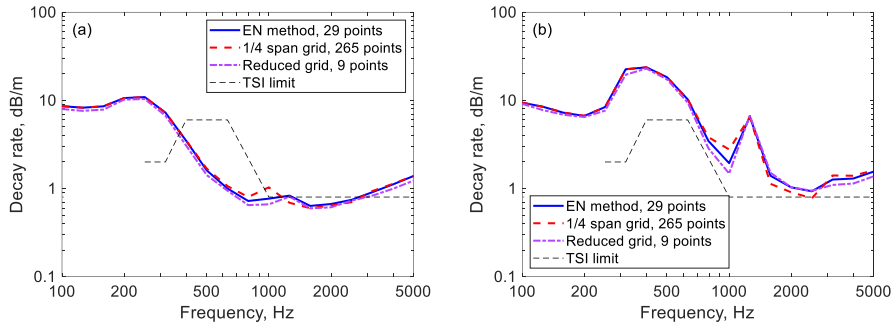 (a)
EN method, 29 points
1/4 span grid, 265 points
Reduced grid, 9 points
TSI limit
Decay rate, dB/m
100
10
1
0.1
100
200
500
1000
2000
5000
Frequency, Hz
(b)
EN method, 29 points
1/4 span grid, 265 points
Reduced grid, 9 points
TSI limit
Decay rate, dB/m
100
10
1
0.1
100
200
500
1000
2000
5000
Frequency, Hz